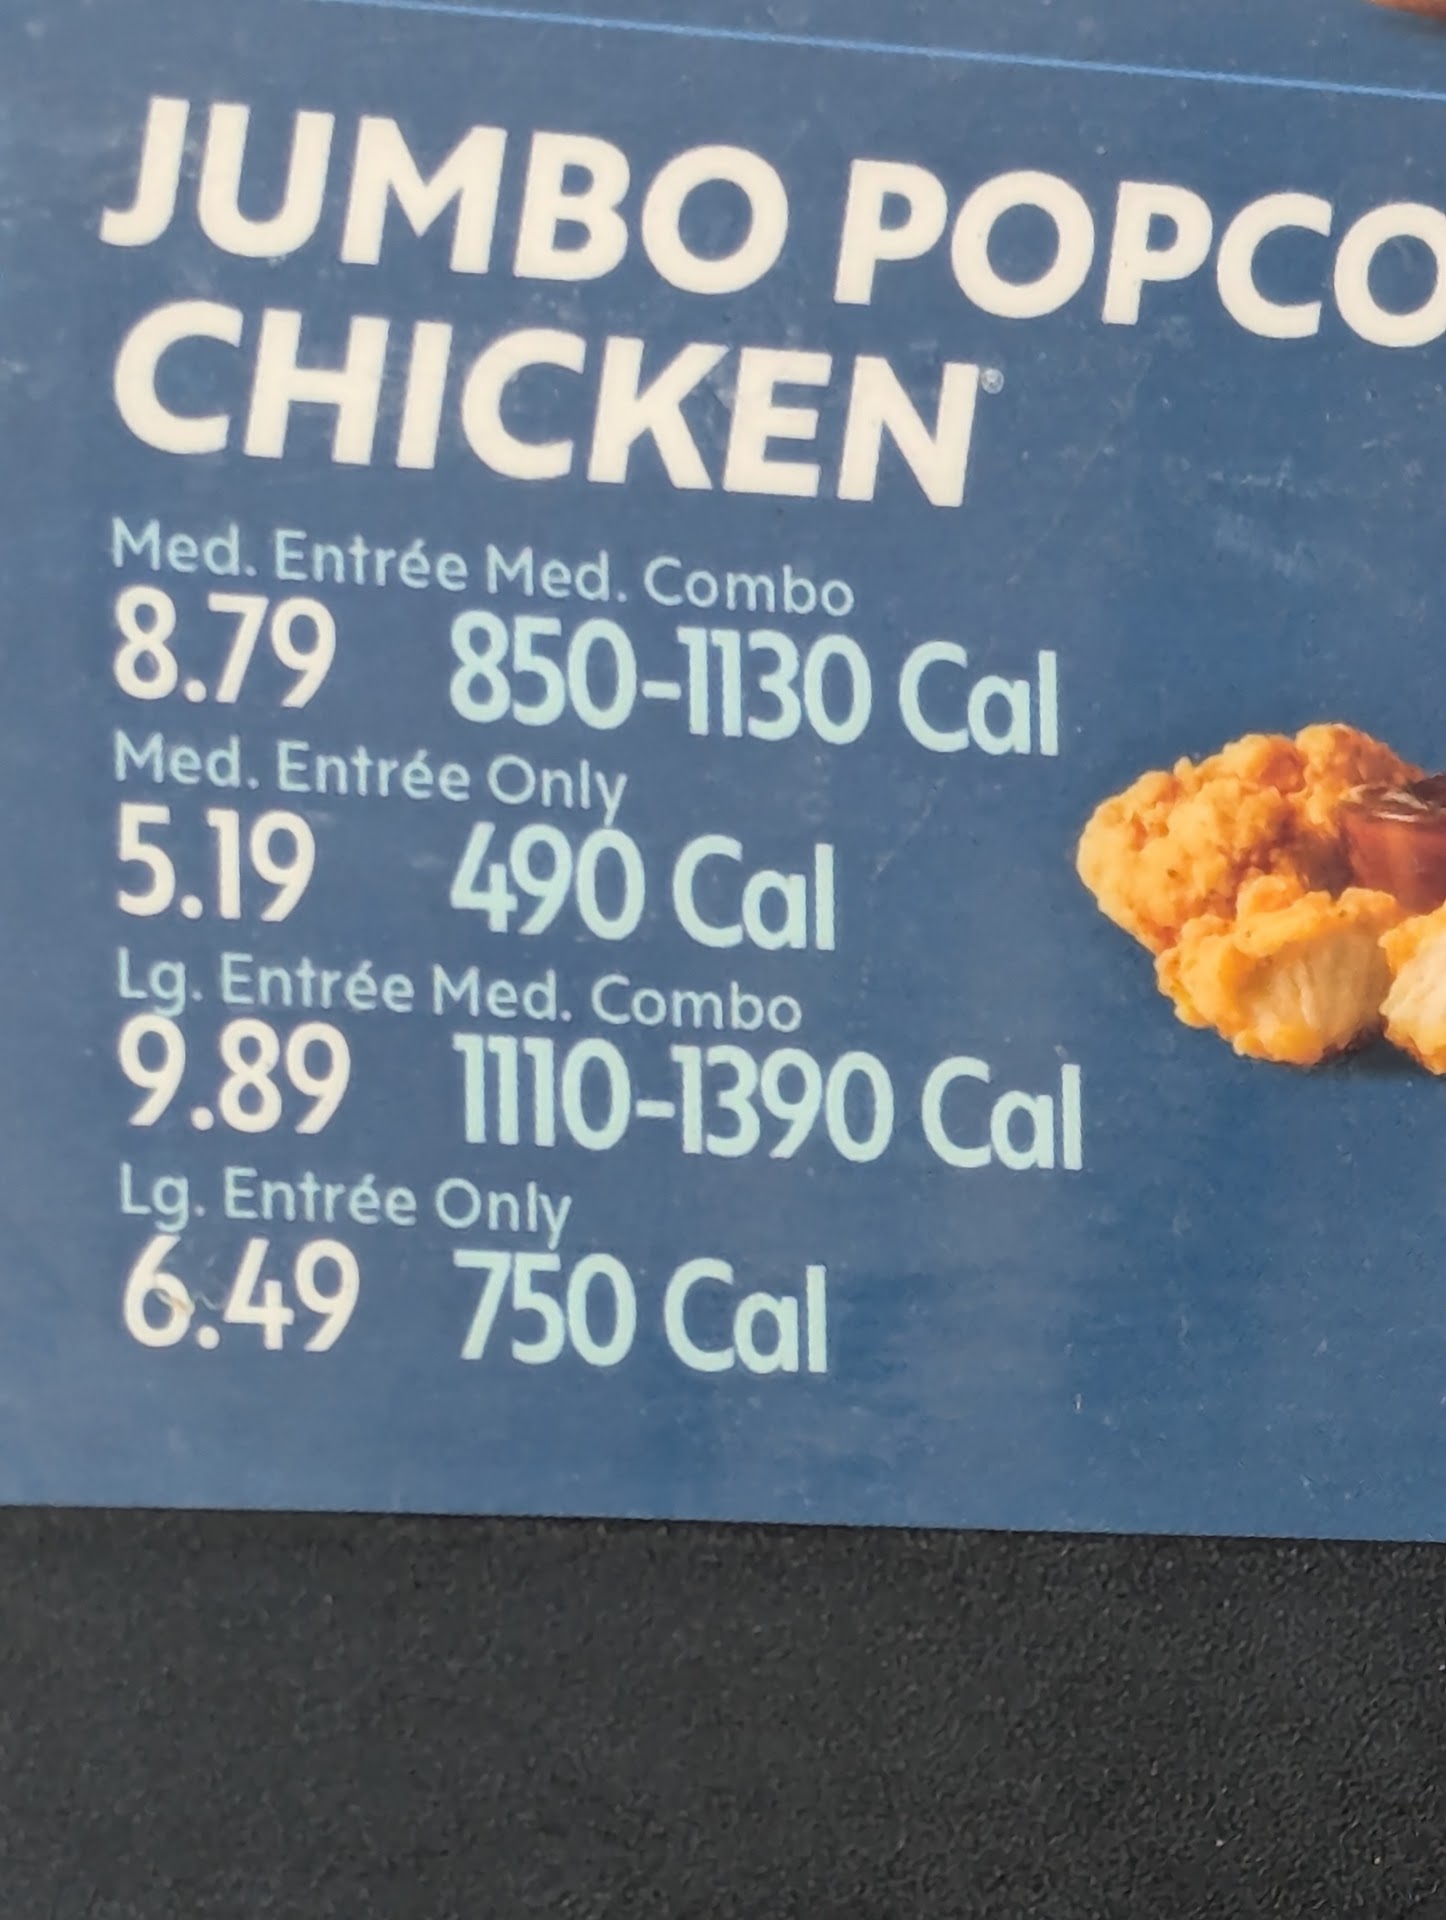 JUMBO POPCO
CHICKEN®
Med. Entrée Med. Combo
8.79 850-1130 Cal
Med. Entrée Only
5.19 490 Cal
Lg. Entrée Med. Combo
9.89 1110-1390 Cal
Lg. Entrée Only
6.49 750 Cal